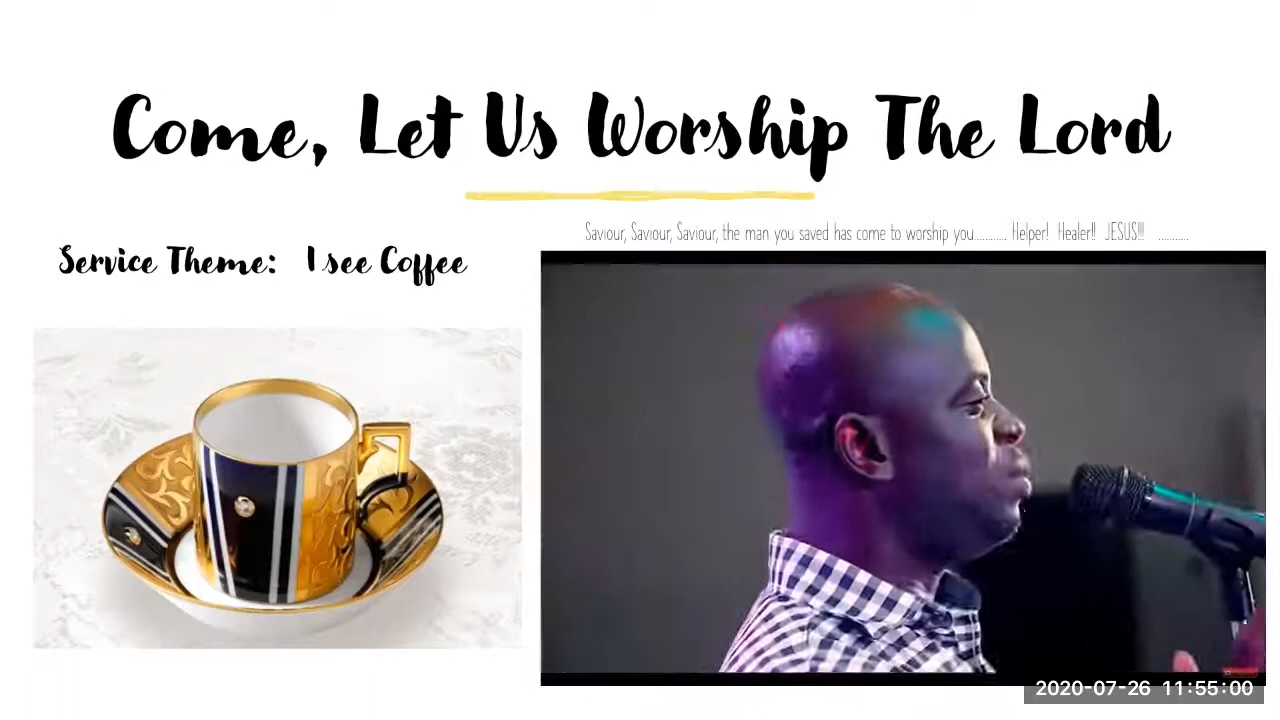 Come, Let Us Worship The Lord
Saviour, Saviour, Saviour, the man you saved has come to worship you........... Helper! Healer!! JESUS!!! ..........
Service Theme: I see Coffee
2020-07-26 11:55:00